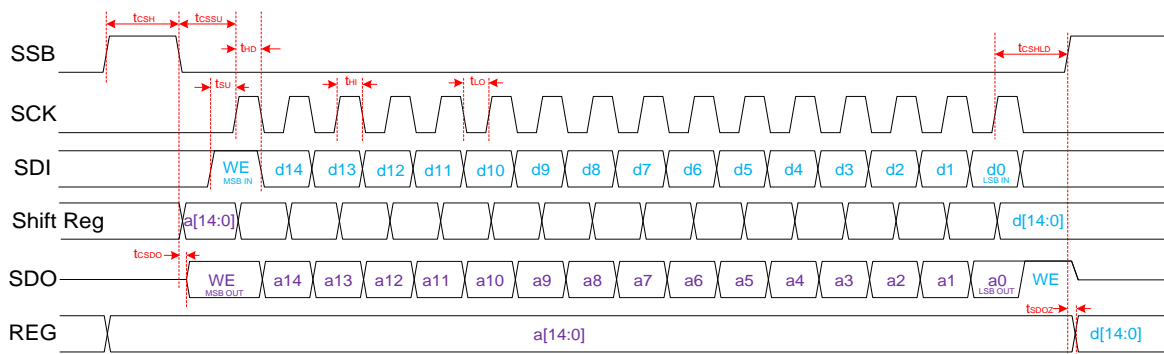 tCSH tCSSU
SSB tHD tCSHLD
tSU tHI tLO
SCK
SDI WE d14 d13 d12 d11 d10 d9 d8 d7 d6 d5 d4 d3 d2 d1 d0
MSB IN LSB IN
Shift Reg a[14:0] d[14:0]
tCSDO
SDO WE a14 a13 a12 a11 a10 a9 a8 a7 a6 a5 a4 a3 a2 a1 a0 WE
MSB OUT LSB OUT
tSDOZ
REG a[14:0] d[14:0]